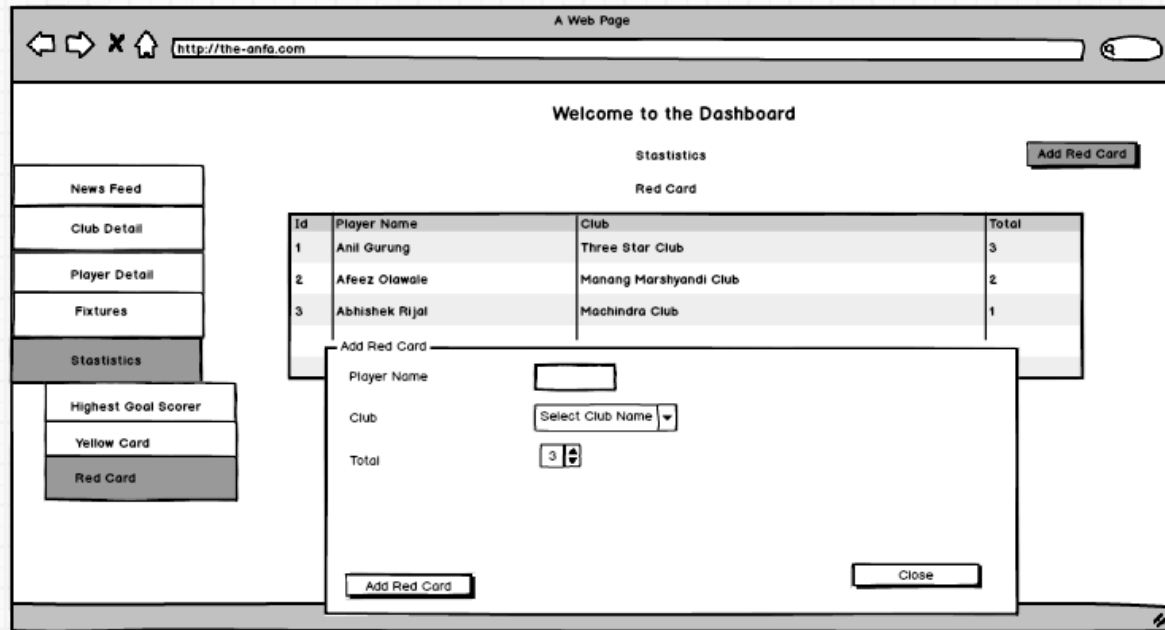 A Web Page
http://the-anfa.com
Welcome to the Dashboard
Stastistics
Add Red Card
Red Card
News Feed
Club Detail
Player Detail
Fixtures
Stastistics
Highest Goal Scorer
Yellow Card
Red Card
Id Player Name Club Total
1 Anil Gurung Three Star Club 3
2 Afeez Olawale Manang Marshyandi Club 2
3 Abhishek Rijal Machindra Club 1
Add Red Card
Player Name
Club Select Club Name
Total 3
Add Red Card Close